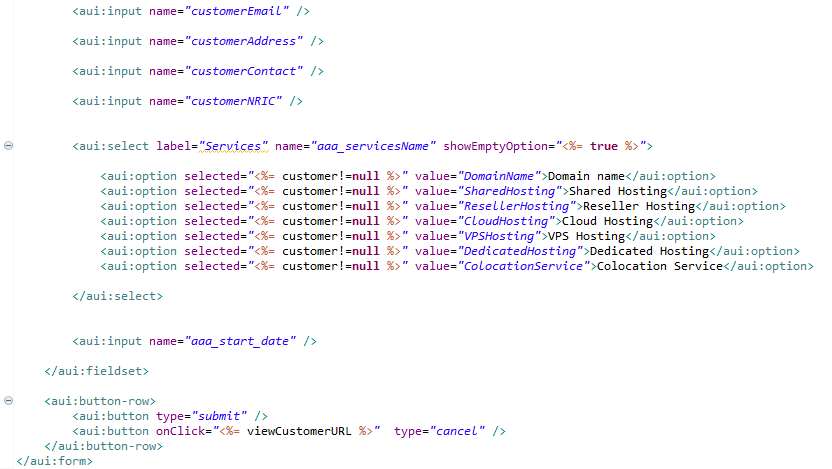 <aui:input name="customerEmail" />
<aui:input name="customerAddress" />
<aui:input name="customerContact" />
<aui:input name="customerNRIC" />
<aui:select label="Services" name="aaa_servicesName" showEmptyOption="<%= true %>">
<aui:option selected="<%= customer!=null %>" value="DomainName">Domain name</aui:option>
<aui:option selected="<%= customer!=null %>" value="SharedHosting">Shared Hosting</aui:option>
<aui:option selected="<%= customer!=null %>" value="ResellerHosting">Reseller Hosting</aui:option>
<aui:option selected="<%= customer!=null %>" value="CloudHosting">Cloud Hosting</aui:option>
<aui:option selected="<%= customer!=null %>" value="VPSHosting">VPS Hosting</aui:option>
<aui:option selected="<%= customer!=null %>" value="DedicatedHosting">Dedicated Hosting</aui:option>
<aui:option selected="<%= customer!=null %>" value="ColocationService">Colocation Service</aui:option>
</aui:select>
<aui:input name="aaa_start_date" />
</aui:fieldset>
<aui:button-row>
<aui:button type="submit" />
<aui:button onClick="<%= viewCustomerURL %>"  type="cancel" />
</aui:button-row>
</aui:form>